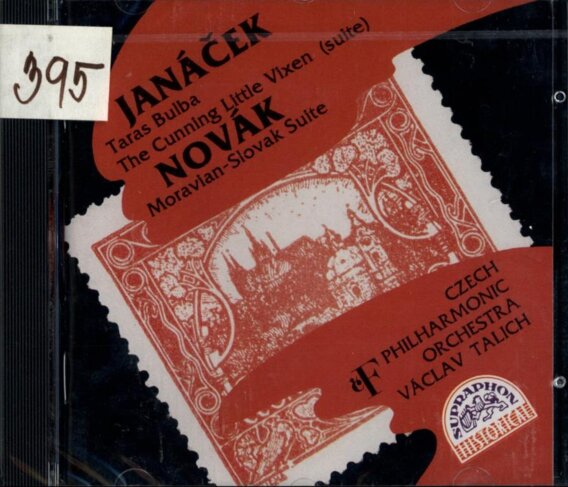 395
JANÁČEK
Taras Bulba
The Cunning Little Vixen (suite)
NOVÁK
Moravian-Slovak Suite
CZECH
PHILHARMONIC
ORCHESTRA
VÁCLAV TALICH
SUPRAPHON